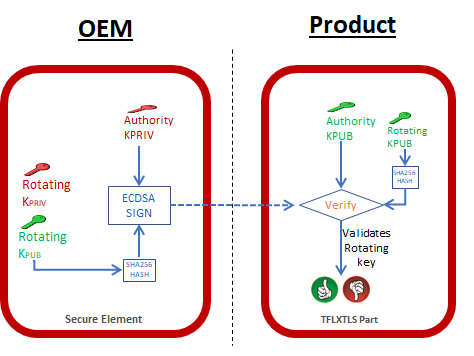 OEM
Product
Authority
KPRIV
Rotating
KPRIV
Rotating
KPUB
ECDSA
SIGN
SHA256
HASH
Secure Element
Authority
KPUB
Rotating
KPUB
SHA256
HASH
Verify
Validates
Rotating
key
TFLXTLS Part